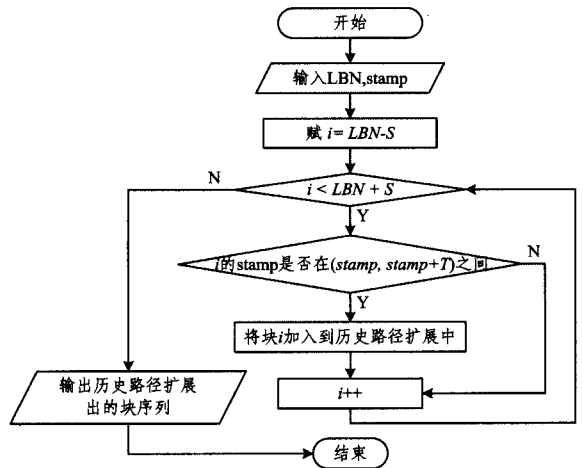 开始
输入LBN,stamp
赋 i= LBN-S
N
i < LBN + S
Y
i的stamp是否在(stamp, stamp+T)之间
N
Y
将块i加入到历史路径扩展中
输出历史路径扩展
出的块序列
i++
结束